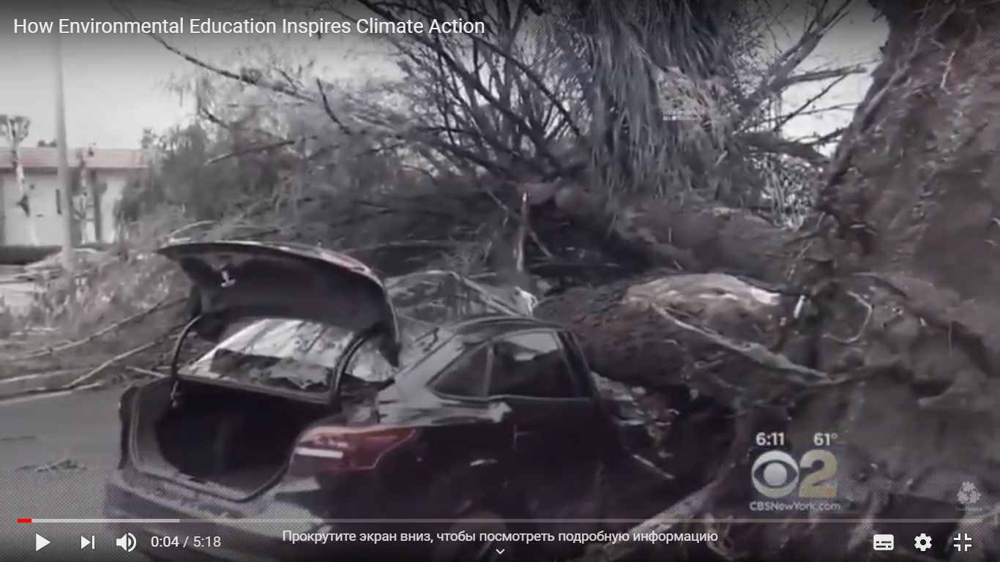 How Environmental Education Inspires Climate Action
6:11 61°
2
CBSNewYork.com
TreePeople
0:04 / 5:18
Прокрутите экран вниз, чтобы посмотреть подробную информацию